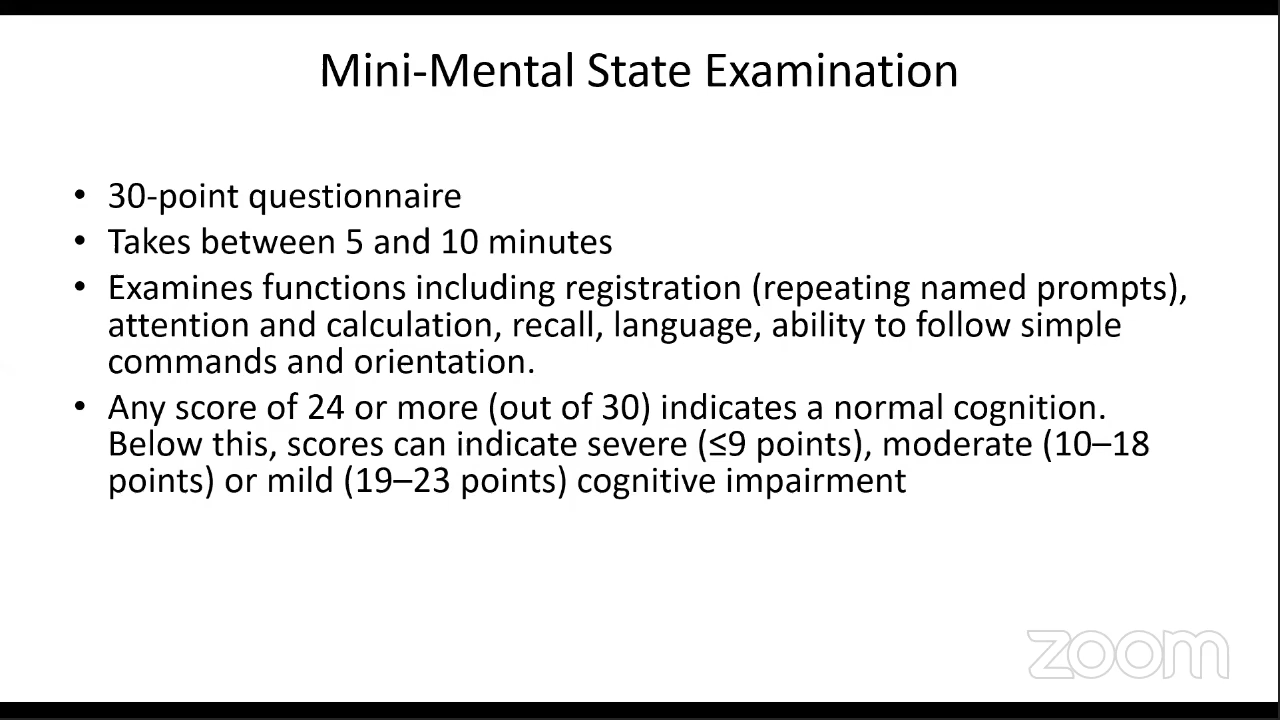 Mini-Mental State Examination
• 30-point questionnaire
• Takes between 5 and 10 minutes
• Examines functions including registration (repeating named prompts),
attention and calculation, recall, language, ability to follow simple
commands and orientation.
• Any score of 24 or more (out of 30) indicates a normal cognition.
Below this, scores can indicate severe (≤9 points), moderate (10–18
points) or mild (19–23 points) cognitive impairment
zoom